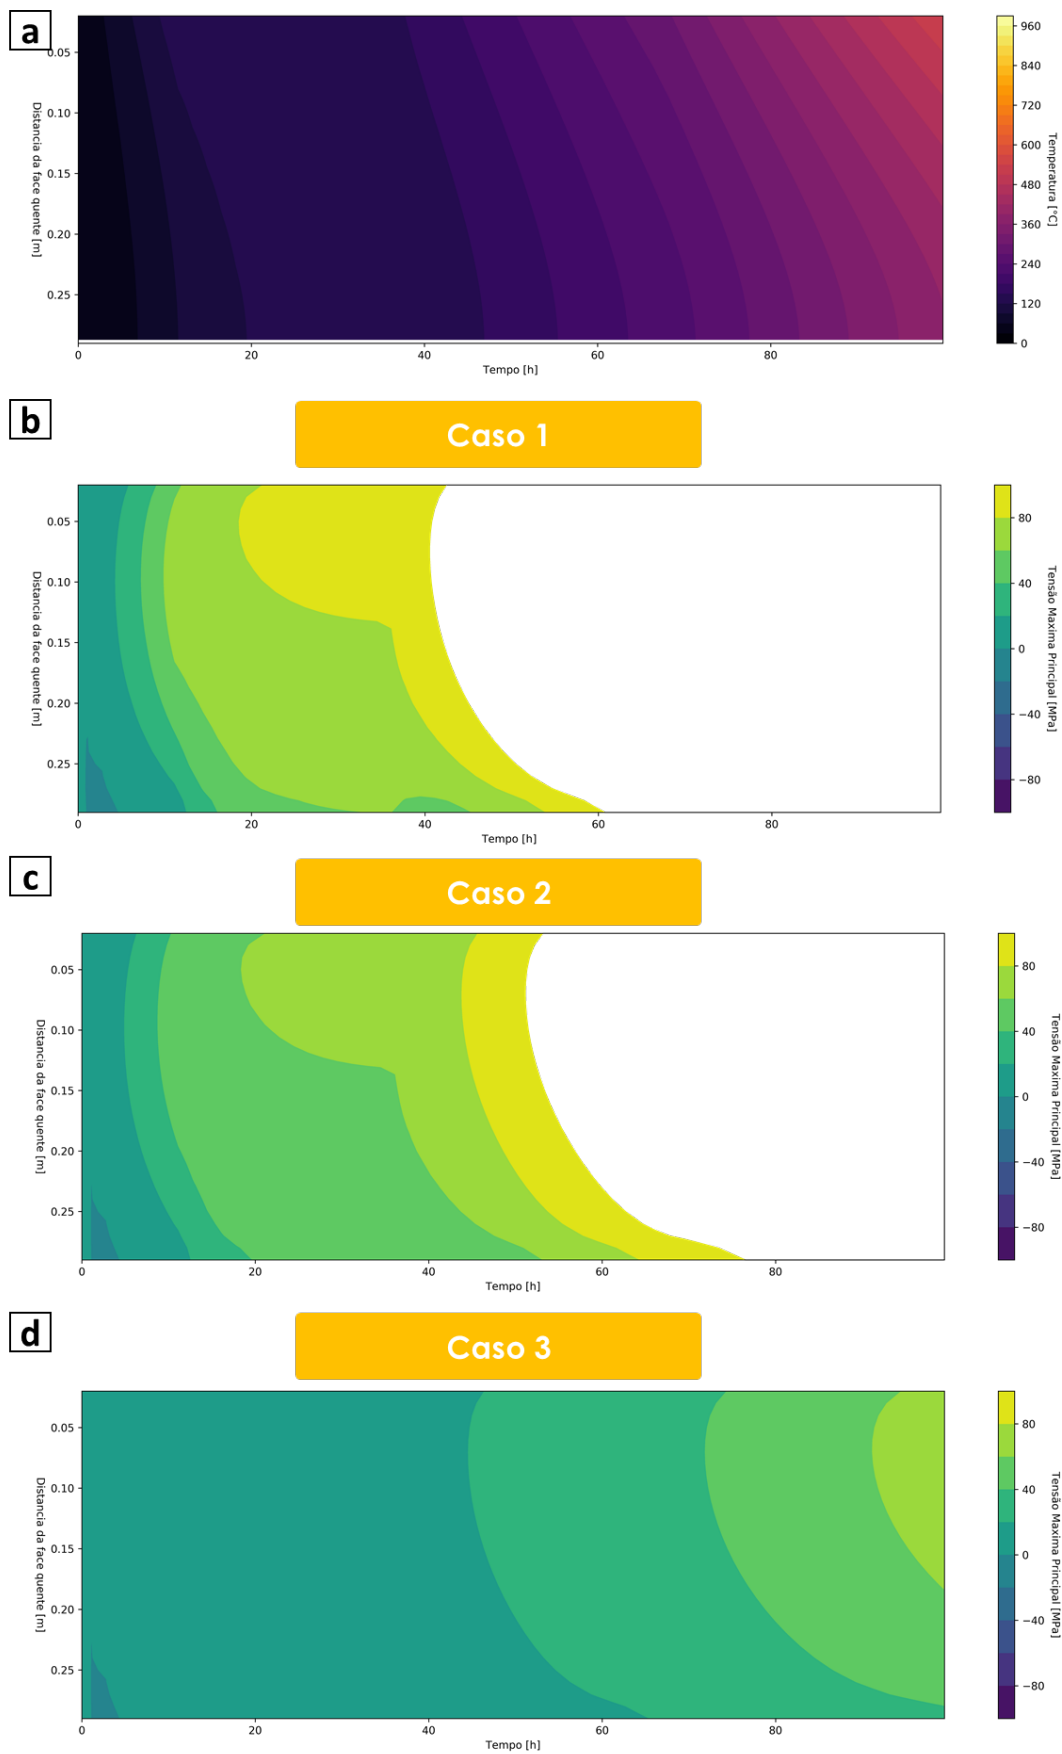 a
0.05
0.10
0.15
0.20
0.25
Distancia da face quente [m]
0 20 40 60 80
Tempo [h]
960
840
720
600
480
360
240
120
0
Temperatura [°C]
b
Caso 1
0.05
0.10
0.15
0.20
0.25
Distancia da face quente [m]
0 20 40 60 80
Tempo [h]
80
40
0
−40
−80
Tensão Maxima Principal [MPa]
c
Caso 2
0.05
0.10
0.15
0.20
0.25
Distancia da face quente [m]
0 20 40 60 80
Tempo [h]
80
40
0
−40
−80
Tensão Maxima Principal [MPa]
d
Caso 3
0.05
0.10
0.15
0.20
0.25
Distancia da face quente [m]
0 20 40 60 80
Tempo [h]
80
40
0
−40
−80
Tensão Maxima Principal [MPa]